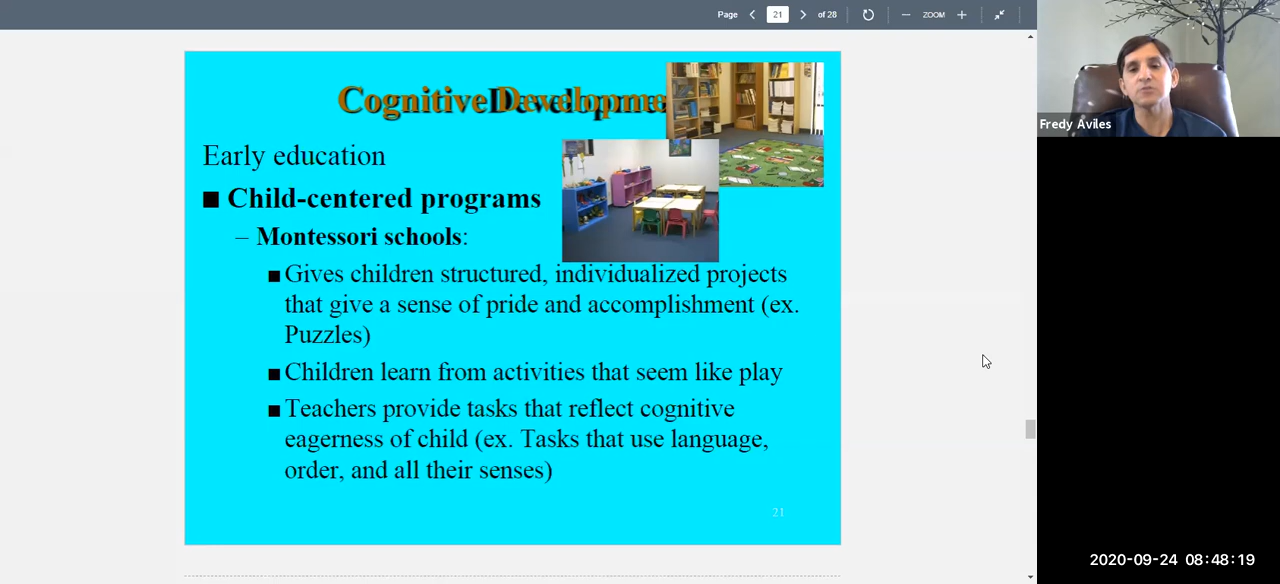 Page 21 of 28 ZOOM
Cognitive Developme
Early education
■ Child-centered programs
– Montessori schools:
■ Gives children structured, individualized projects
that give a sense of pride and accomplishment (ex.
Puzzles)
■ Children learn from activities that seem like play
■ Teachers provide tasks that reflect cognitive
eagerness of child (ex. Tasks that use language,
order, and all their senses)
21
Fredy Aviles
2020-09-24 08:48:19